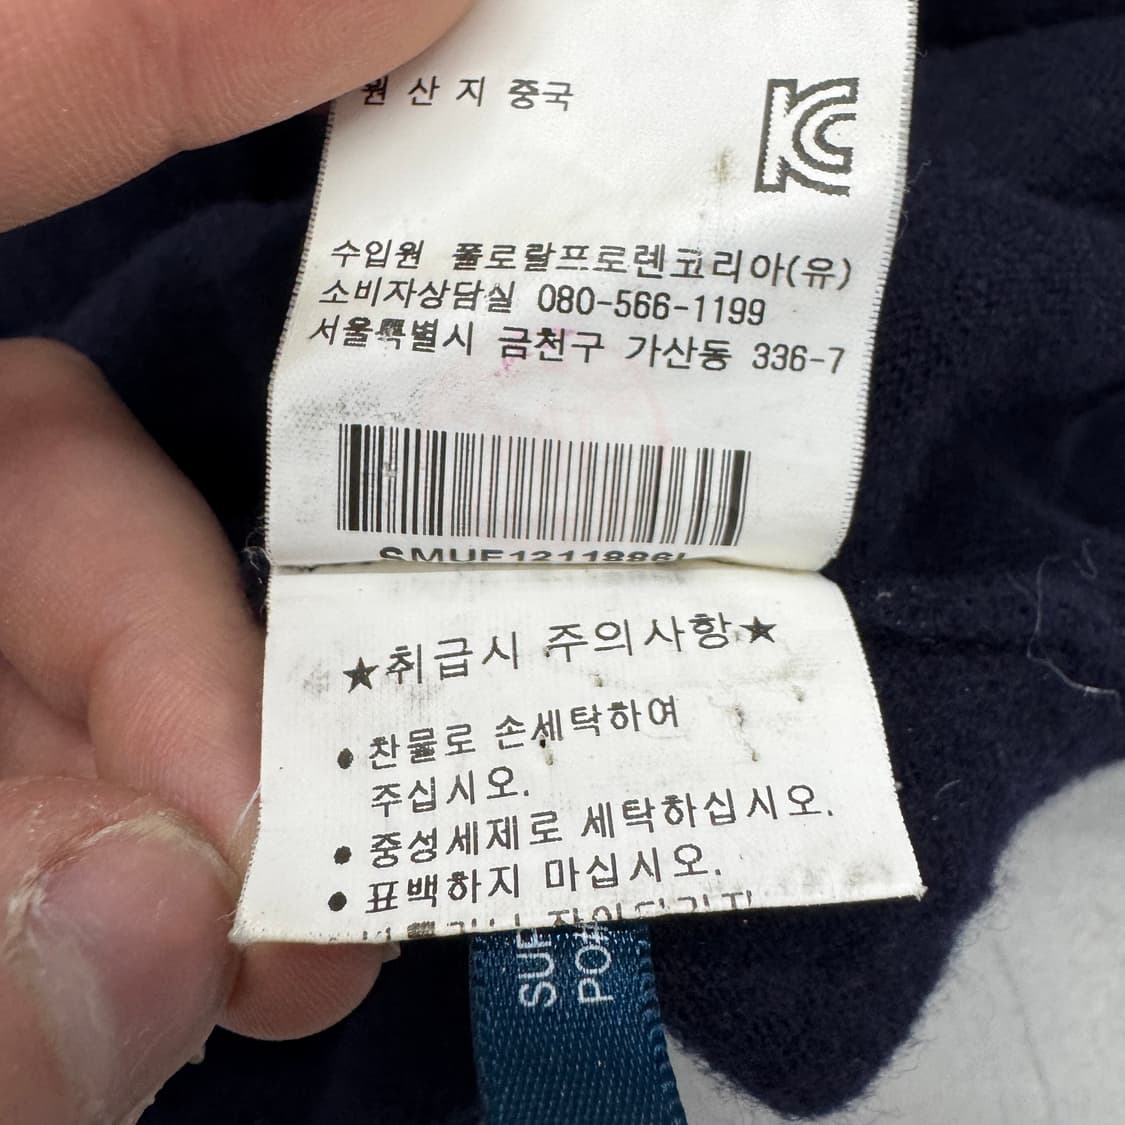 원산지 중국
KC
수입원 폴로랄프로렌코리아(유)
소비자상담실 080-566-1199
서울특별시 금천구 가산동 336-7
★취급시 주의사항★
• 찬물로 손세탁하여
주십시오.
• 중성세제로 세탁하십시오.
• 표백하지 마십시오.